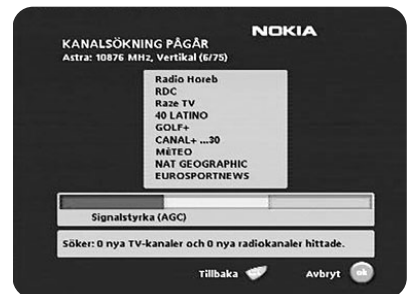 NOKIA
KANALSÖKNING PÅGÅR
Astra: 10876 MHz, Vertikal (6/75)
Radio Horeb
RDC
Raze TV
40 LATINO
GOLF+
CANAL+ ...30
MÉTEO
NAT GEOGRAPHIC
EUROSPORTNEWS
Signalstyrka (AGC)
Söker: 0 nya TV-kanaler och 0 nya radiokanaler hittade.
Tillbaka
Avbryt ok